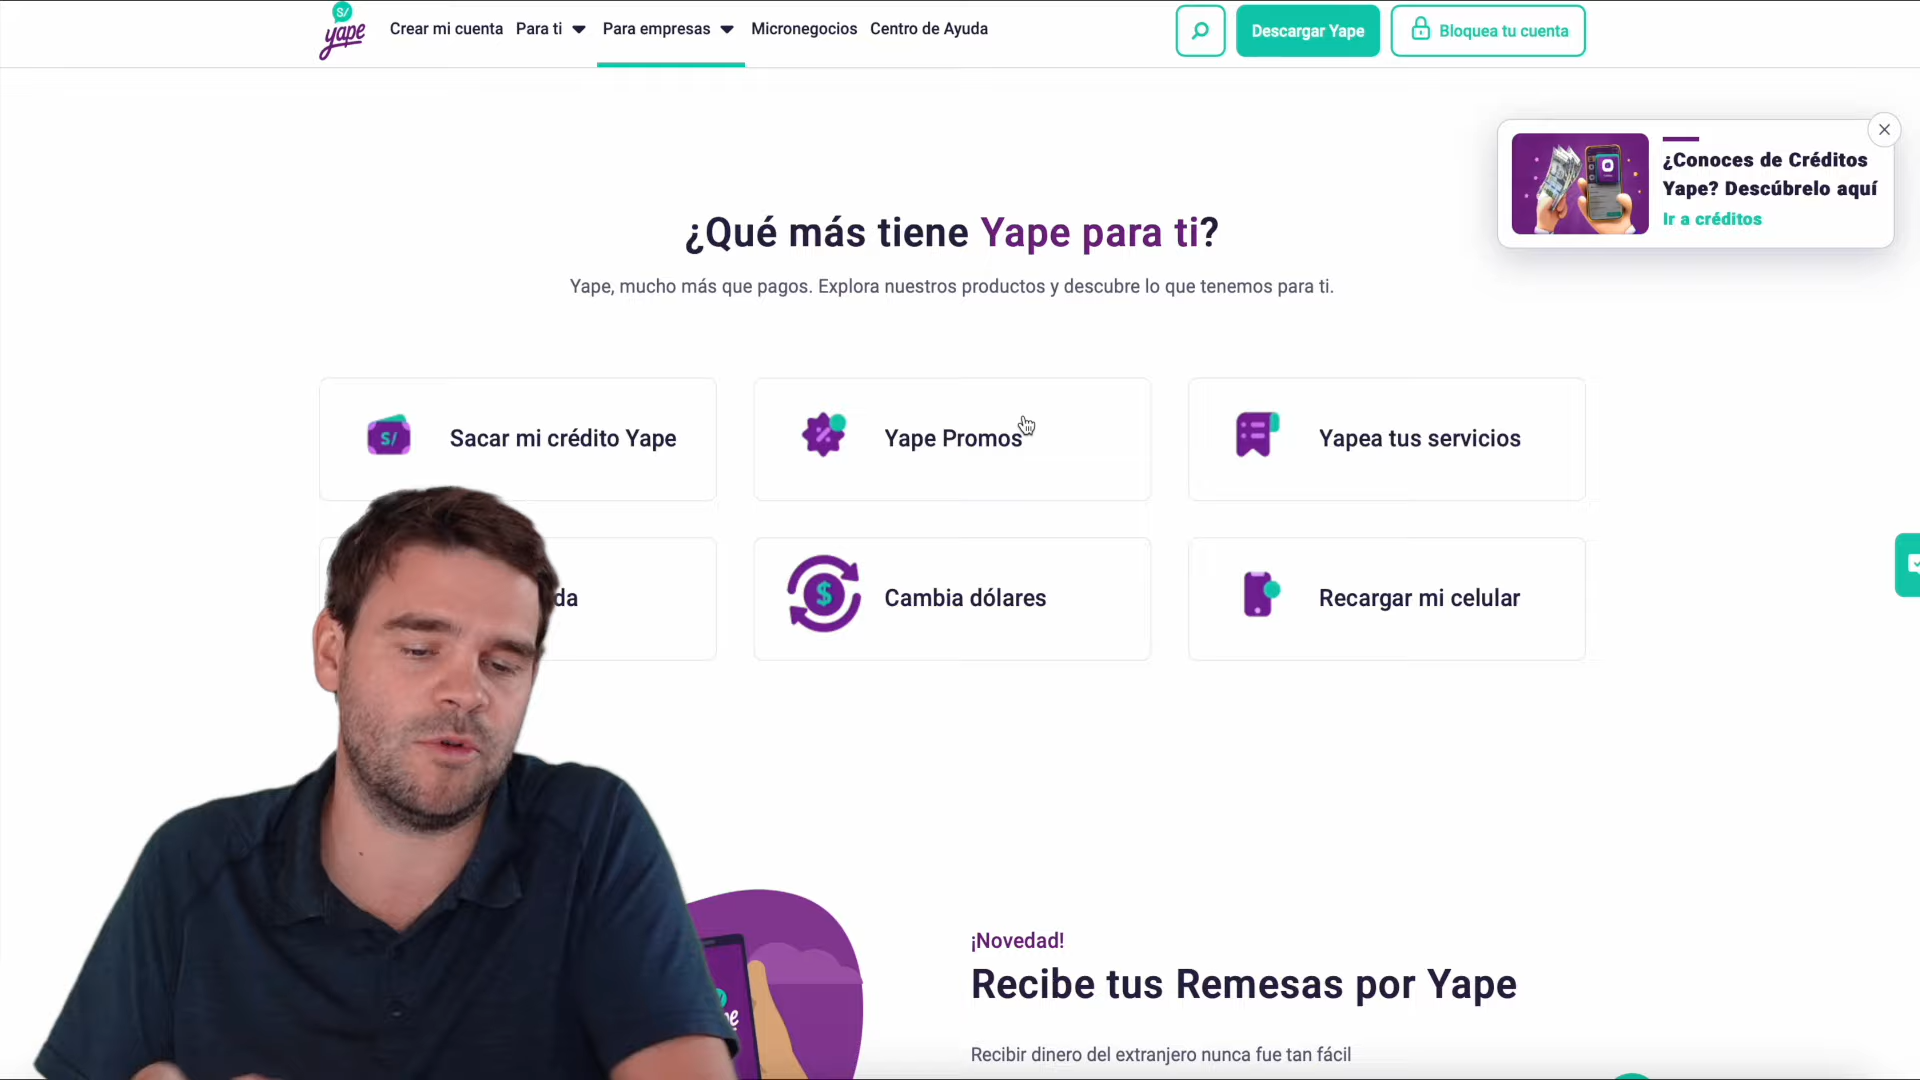 S/
yape
Crear mi cuenta
Para ti
Para empresas
Micronegocios
Centro de Ayuda
Descargar Yape
Bloquea tu cuenta
¿Conoces de Créditos
Yape? Descúbrelo aquí
Ir a créditos
¿Qué más tiene Yape para ti?
Yape, mucho más que pagos. Explora nuestros productos y descubre lo que tenemos para ti.
S/
Sacar mi crédito Yape
%
Yape Promos
Yapea tus servicios
da
$
Cambia dólares
Recargar mi celular
¡Novedad!
Recibe tus Remesas por Yape
Recibir dinero del extranjero nunca fue tan fácil